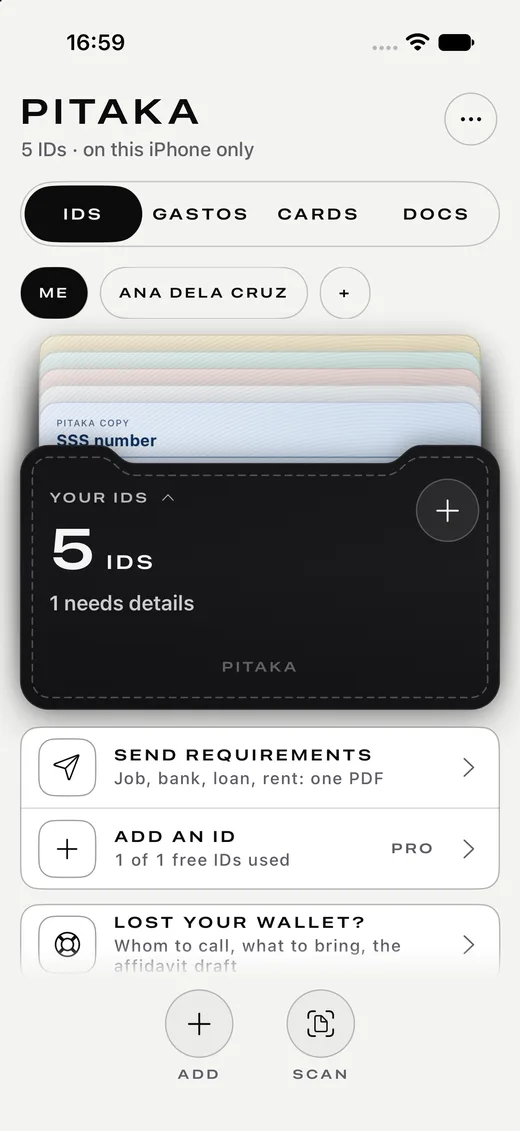 16:59
PITAKA
5 IDs · on this iPhone only
IDS GASTOS CARDS DOCS
ME ANA DELA CRUZ +
PITAKA COPY
SSS number
YOUR IDS
5 IDS
1 needs details
PITAKA
SEND REQUIREMENTS
Job, bank, loan, rent: one PDF
ADD AN ID
1 of 1 free IDs used
PRO
LOST YOUR WALLET?
Whom to call, what to bring, the
affidavit draft
ADD SCAN